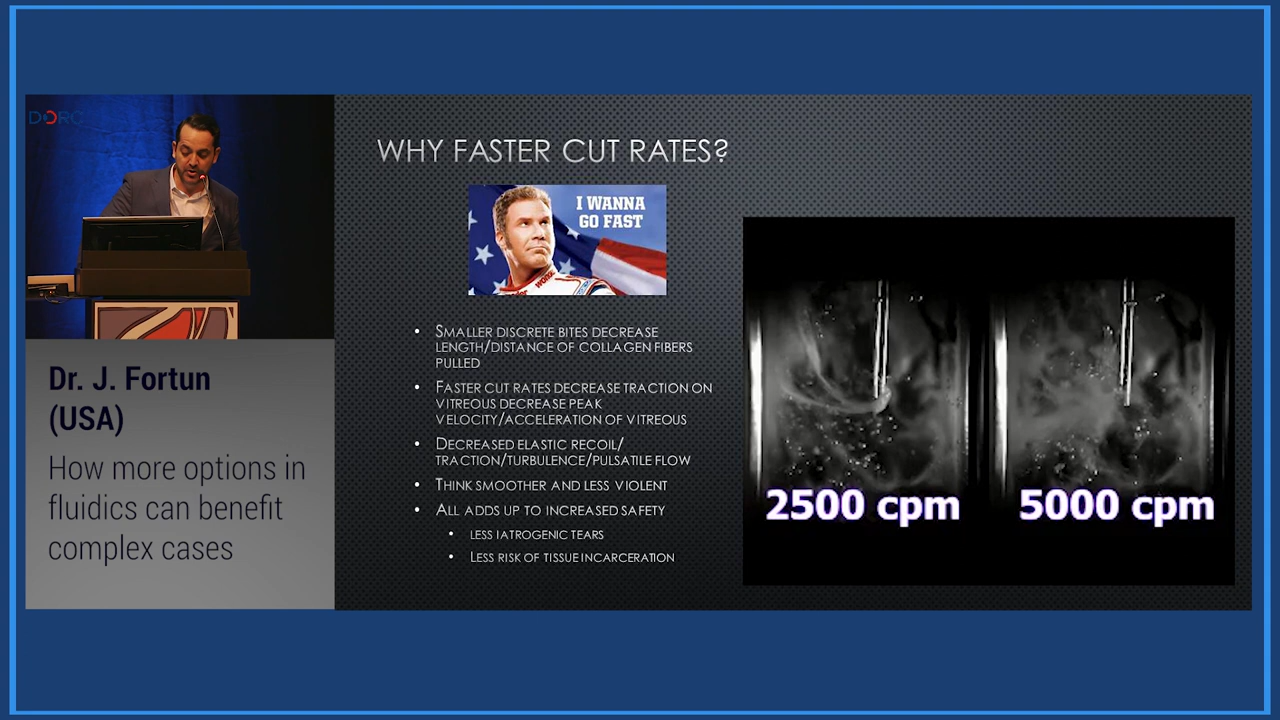 DORC
WHY FASTER CUT RATES?
I WANNA
GO FAST
Dr. J. Fortun
(USA)
How more options in
fluidics can benefit
complex cases
• SMALLER DISCRETE BITES DECREASE
LENGTH/DISTANCE OF COLLAGEN FIBERS
PULLED
• FASTER CUT RATES DECREASE TRACTION ON
VITREOUS DECREASE PEAK
VELOCITY/ACCELERATION OF VITREOUS
• DECREASED ELASTIC RECOIL/
TRACTION/TURBULENCE/PULSATILE FLOW
• THINK SMOOTHER AND LESS VIOLENT
• ALL ADDS UP TO INCREASED SAFETY
• LESS IATROGENIC TEARS
• LESS RISK OF TISSUE INCARCERATION
2500 cpm
5000 cpm